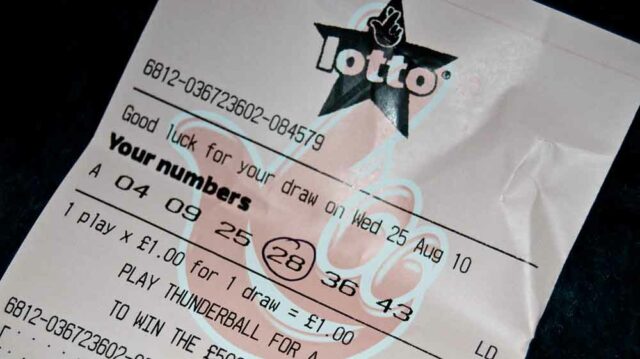 lotto
6812-036723602-084579
Good luck for your draw on Wed 25 Aug 10
Your numbers
A 04 09 25 28 36 43
LD
1 play x £1.00 for 1 draw = £1.00
PLAY THUNDERBALL FOR A
TO WIN THE
6812-036723602-